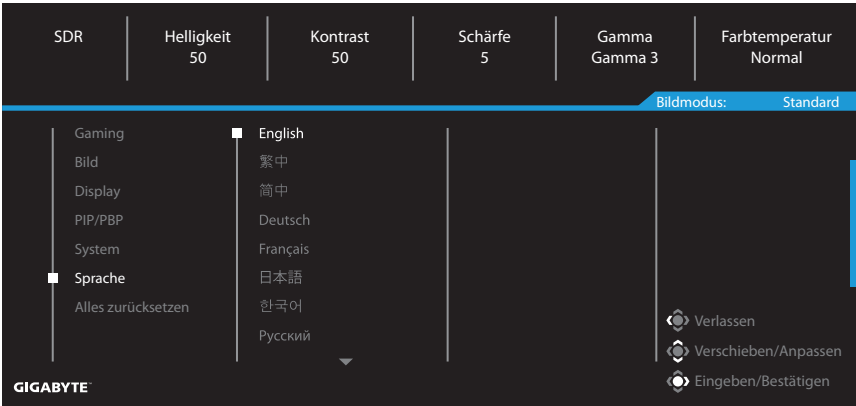 SDR
Helligkeit
50
Kontrast
50
Schärfe
5
Gamma
Gamma 3
Farbtemperatur
Normal
Bildmodus: Standard
Gaming
Bild
Display
PIP/PBP
System
Sprache
Alles zurücksetzen
English
繁中
简中
Deutsch
Français
日本語
한국어
Русский
Verlassen
Verschieben/Anpassen
Eingeben/Bestätigen
GIGABYTE™